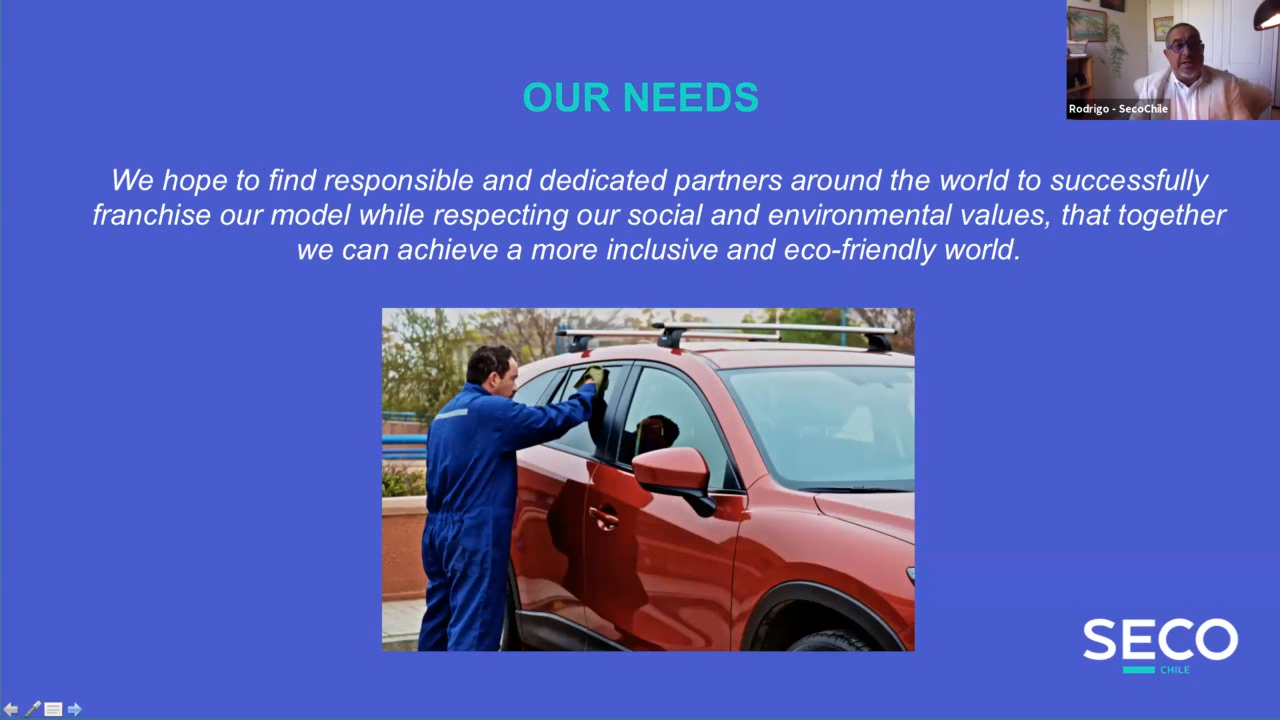 OUR NEEDS
Rodrigo - SecoChile
We hope to find responsible and dedicated partners around the world to successfully
franchise our model while respecting our social and environmental values, that together
we can achieve a more inclusive and eco-friendly world.
SECO
CHILE